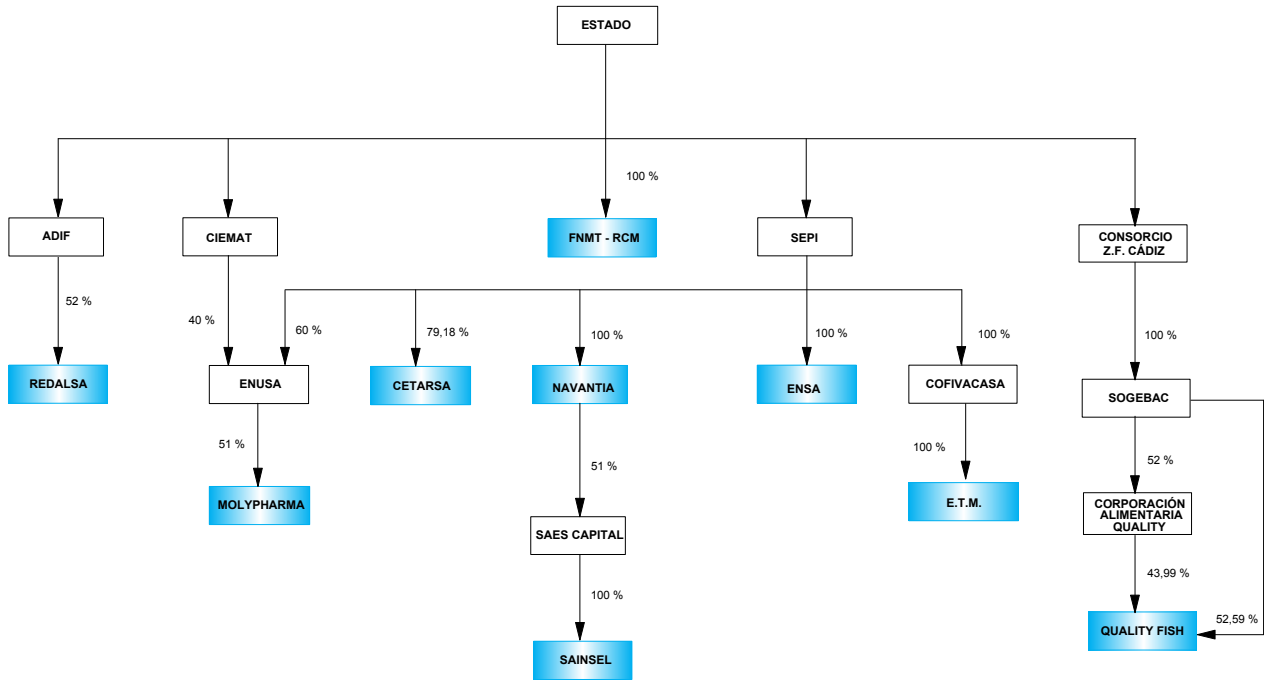 ESTADO
100 %
ADIF
CIEMAT
FNMT - RCM
SEPI
CONSORCIO
Z.F. CÁDIZ
52 %
40 %
60 %
79,18 %
100 %
100 %
100 %
100 %
REDALSA
ENUSA
CETARSA
NAVANTIA
ENSA
COFIVACASA
SOGEBAC
51 %
51 %
100 %
52 %
MOLYPHARMA
E.T.M.
CORPORACIÓN
ALIMENTARIA
QUALITY
SAES CAPITAL
43,99 %
100 %
52,59 %
QUALITY FISH
SAINSEL